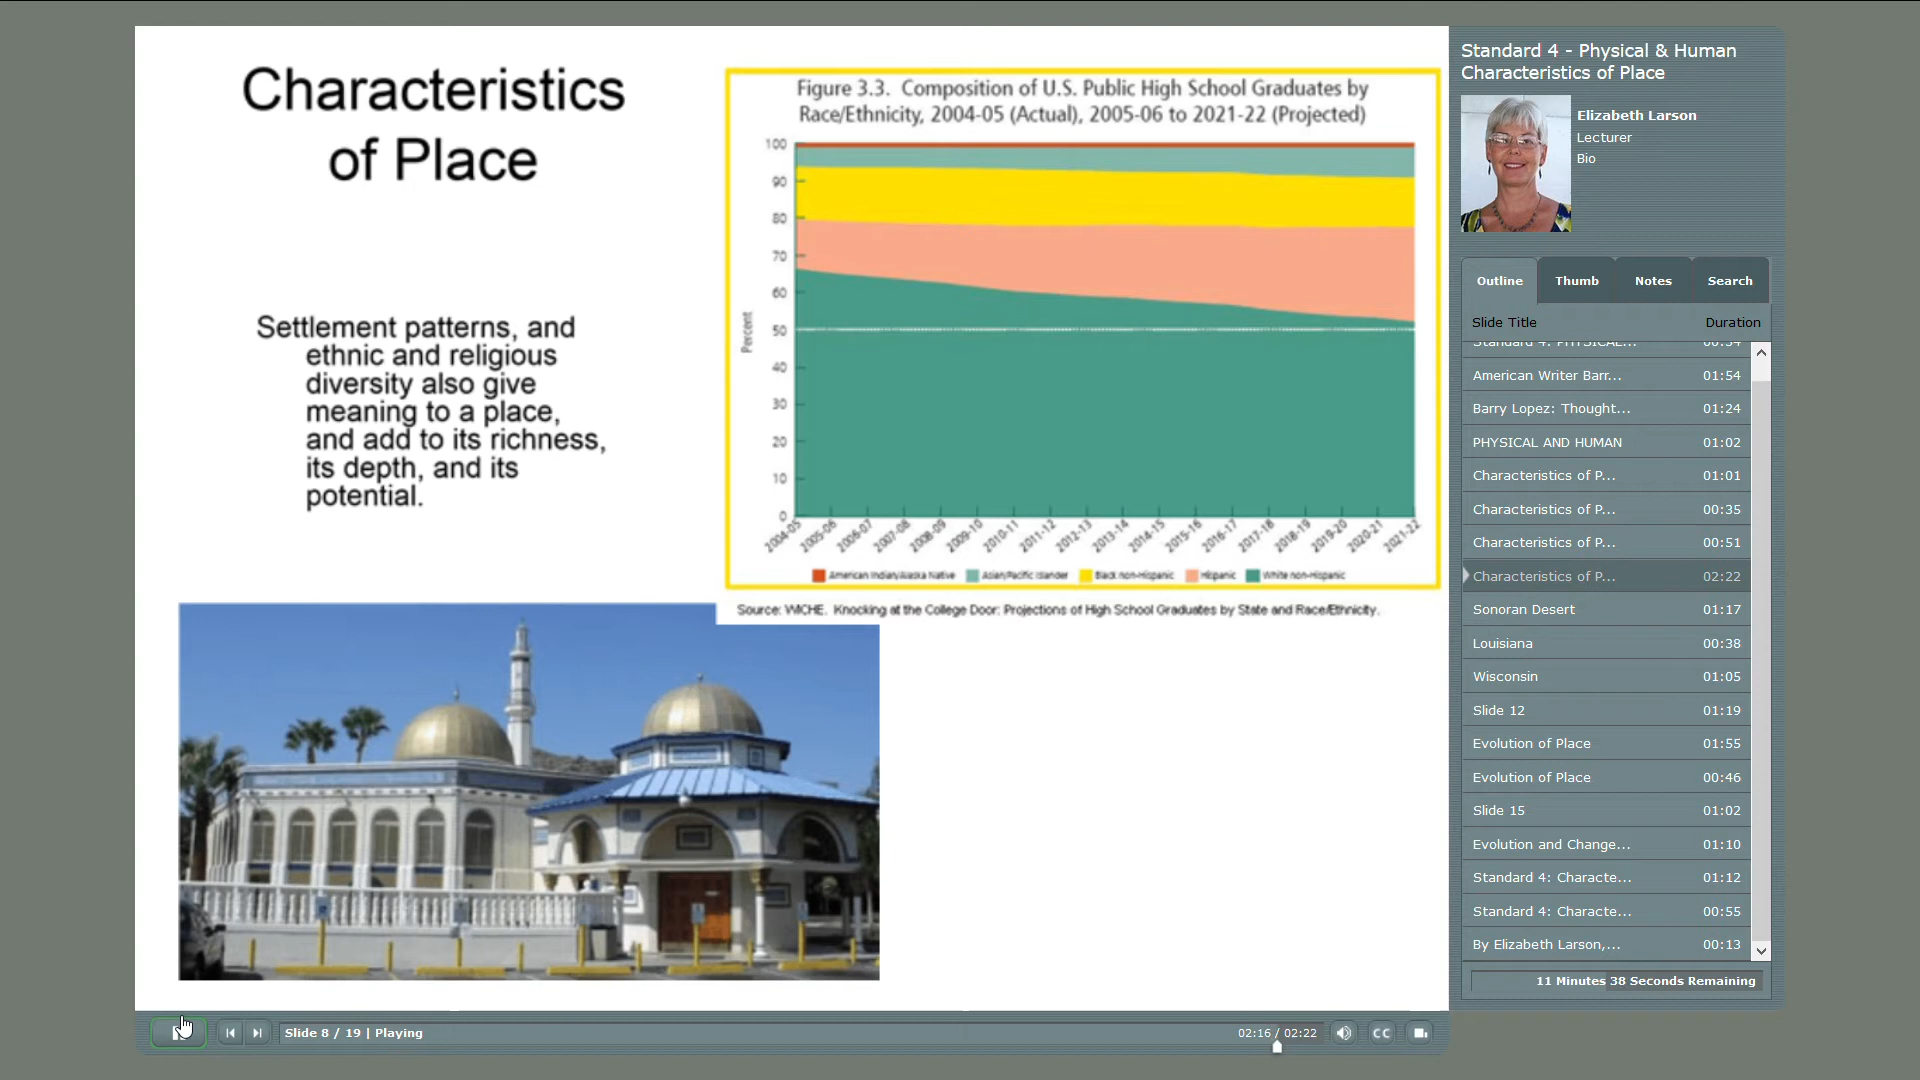 Characteristics
of Place
Settlement patterns, and
ethnic and religious
diversity also give
meaning to a place,
and add to its richness,
its depth, and its
potential.
Figure 3.3. Composition of U.S. Public High School Graduates by
Race/Ethnicity, 2004-05 (Actual), 2005-06 to 2021-22 (Projected)
100
90
80
70
60
50
40
30
20
10
0
Percent
2004-05
2005-06
2006-07
2007-08
2008-09
2009-10
2010-11
2011-12
2012-13
2013-14
2014-15
2015-16
2016-17
2017-18
2018-19
2019-20
2020-21
2021-22
American Indian/Alaska Native Asian/Pacific Islander Black non-Hispanic Hispanic White non-Hispanic
Source: WICHE. Knocking at the College Door: Projections of High School Graduates by State and Race/Ethnicity.
Standard 4 - Physical & Human
Characteristics of Place
Elizabeth Larson
Lecturer
Bio
Outline Thumb Notes Search
Slide Title Duration
Standard 4: PHYSICAL... 00:34
American Writer Barr... 01:54
Barry Lopez: Thought... 01:24
PHYSICAL AND HUMAN 01:02
Characteristics of P... 01:01
Characteristics of P... 00:35
Characteristics of P... 00:51
Characteristics of P... 02:22
Sonoran Desert 01:17
Louisiana 00:38
Wisconsin 01:05
Slide 12 01:19
Evolution of Place 01:55
Evolution of Place 00:46
Slide 15 01:02
Evolution and Change... 01:10
Standard 4: Characte... 01:12
Standard 4: Characte... 00:55
By Elizabeth Larson,... 00:13
11 Minutes 38 Seconds Remaining
Slide 8 / 19 | Playing
02:16 / 02:22
CC